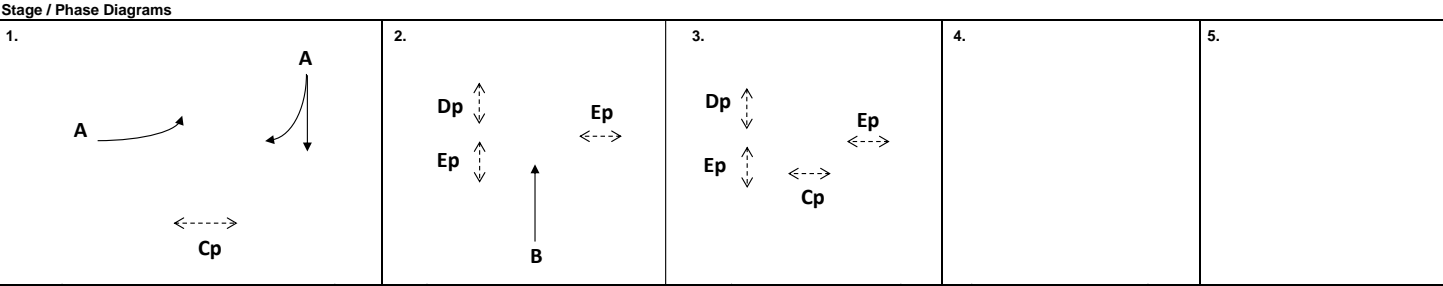 Stage / Phase Diagrams
1.
A
A
Cp
2.
Dp
Ep
Ep
B
3.
Dp
Ep
Ep
Cp
4.
5.